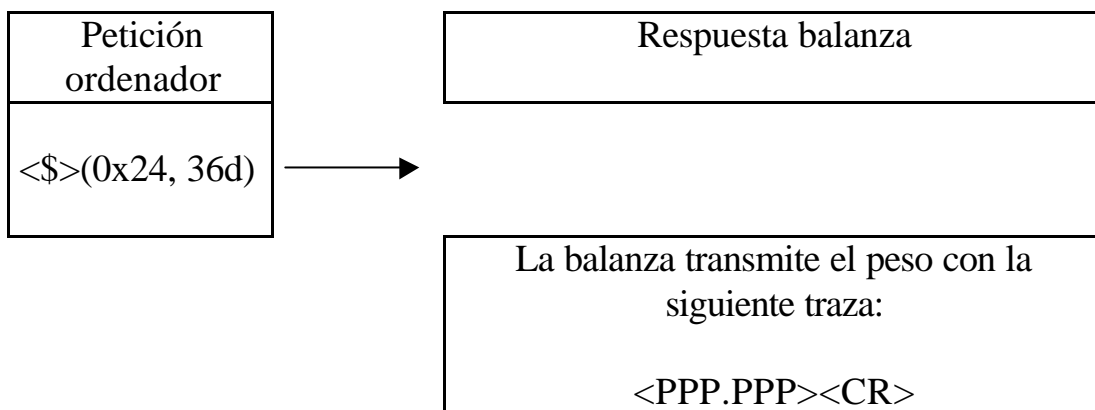 Petición
ordenador
Respuesta balanza
<$>(0x24, 36d)
La balanza transmite el peso con la
siguiente traza:
<PPP.PPP><CR>